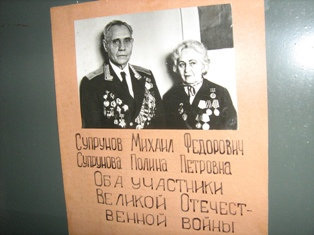 Супрунов Михаил Федорович
Супрунова Полина Петровна
Оба участники
Великой Отечест-
венной войны